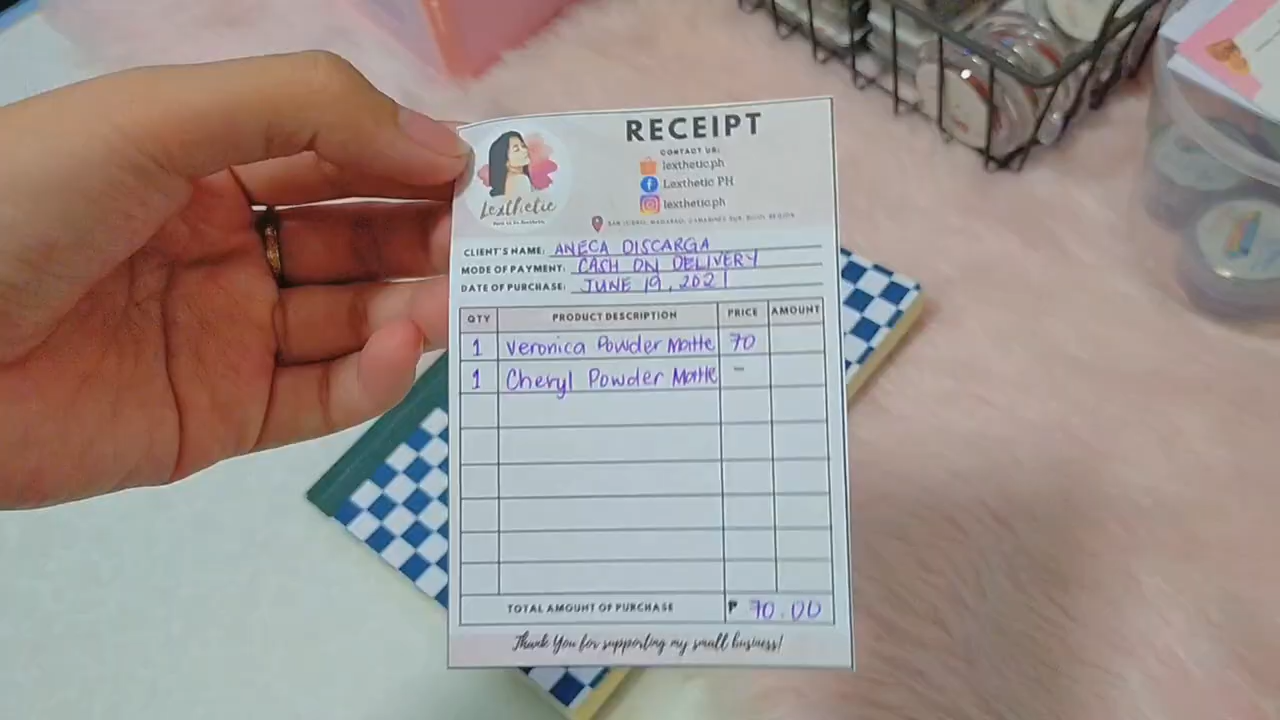 RECEIPT
CONTACT US:
lexthetic.ph
Lexthetic PH
lexthetic.ph
Lexthetic
CLIENT'S NAME: ANECA DISCARGA
MODE OF PAYMENT: CASH ON DELIVERY
DATE OF PURCHASE: JUNE 19, 2021
QTY PRODUCT DESCRIPTION PRICE AMOUNT
1 Veronica Powder Matte 70
1 Cheryl Powder Matte -
TOTAL AMOUNT OF PURCHASE ₱ 70.00
Thank You for supporting my small business!